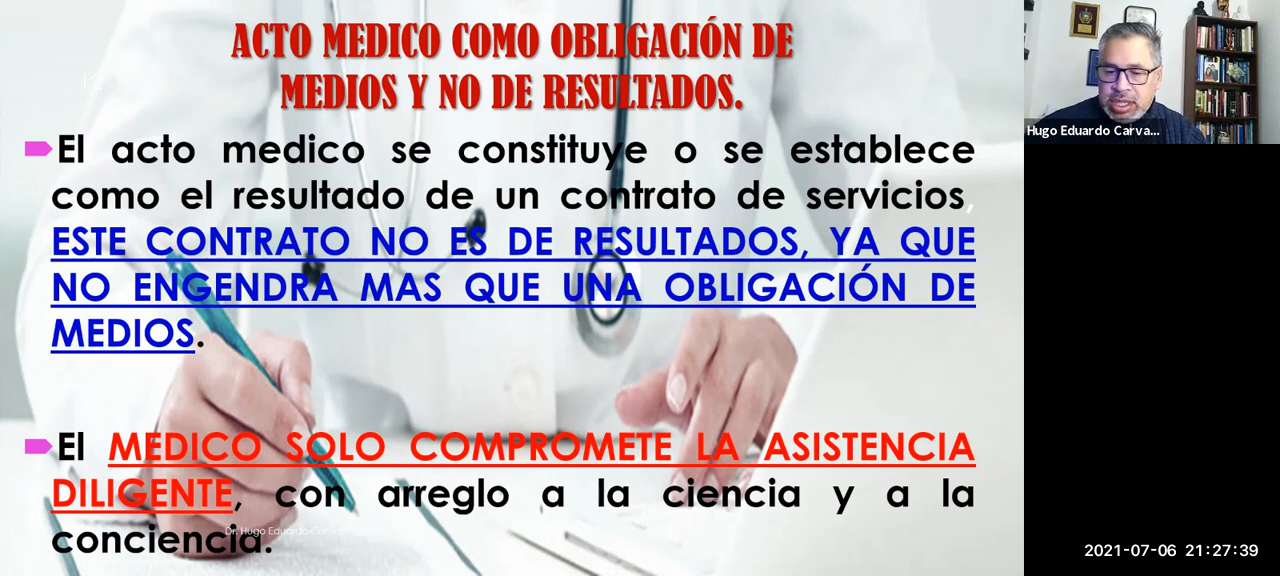 ACTO MEDICO COMO OBLIGACIÓN DE
MEDIOS Y NO DE RESULTADOS.
El acto medico se constituye o se establece
como el resultado de un contrato de servicios,
ESTE CONTRATO NO ES DE RESULTADOS, YA QUE
NO ENGENDRA MAS QUE UNA OBLIGACIÓN DE
MEDIOS.
El MEDICO SOLO COMPROMETE LA ASISTENCIA
DILIGENTE, con arreglo a la ciencia y a la
conciencia.
Dr. Hugo Eduardo
Hugo Eduardo Carva...
2021-07-06 21:27:39